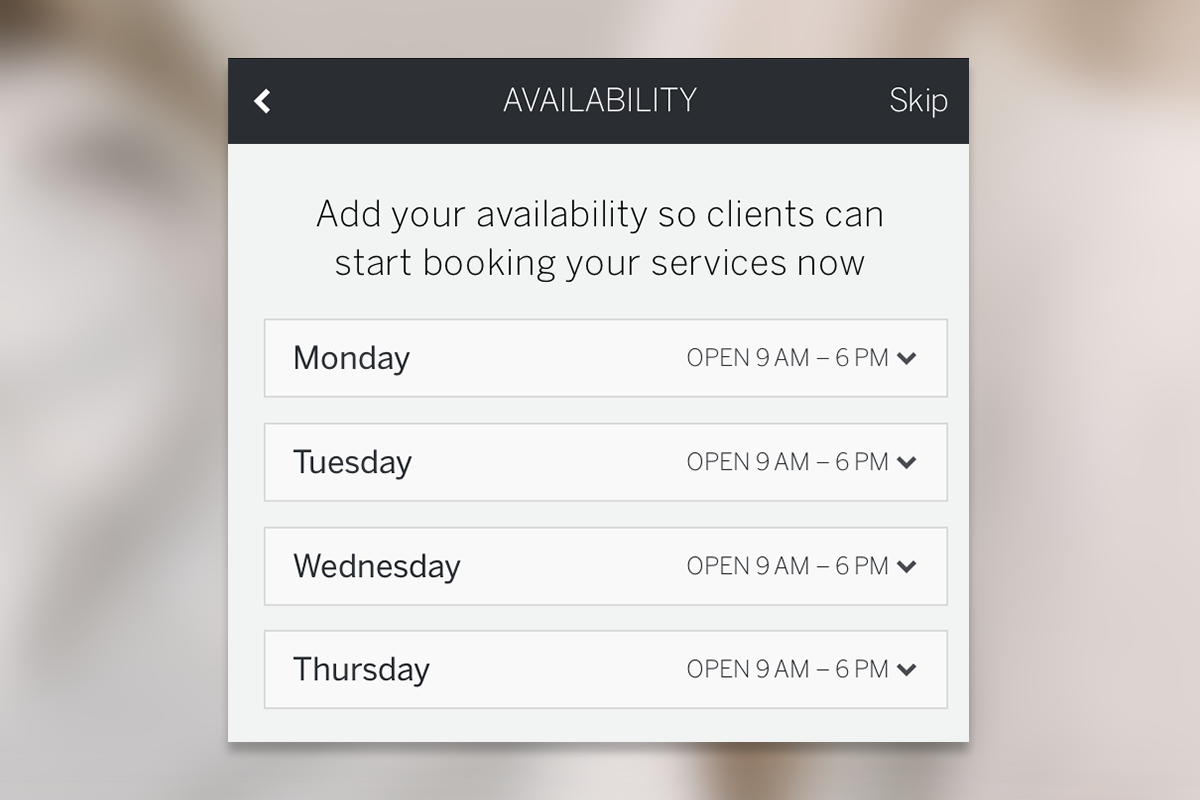 AVAILABILITY Skip
Add your availability so clients can
start booking your services now
Monday OPEN 9 AM – 6 PM
Tuesday OPEN 9 AM – 6 PM
Wednesday OPEN 9 AM – 6 PM
Thursday OPEN 9 AM – 6 PM